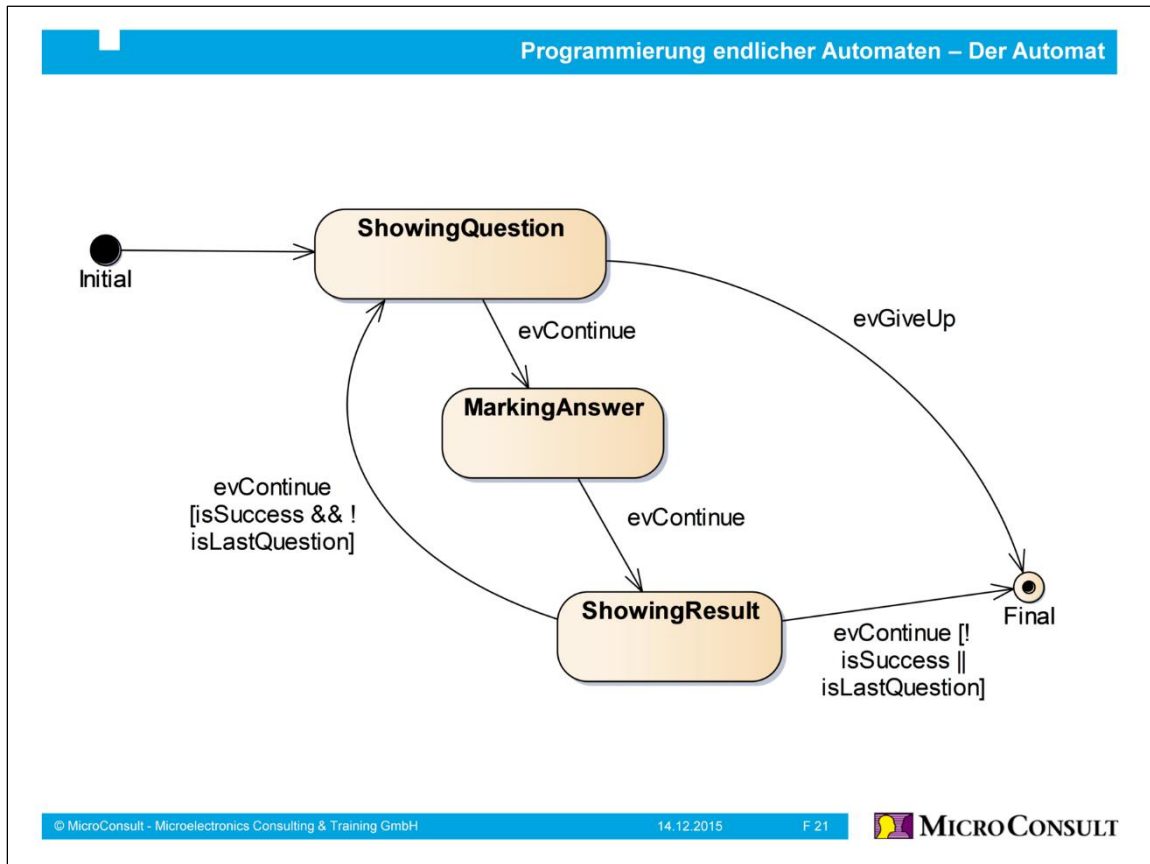 Programmierung endlicher Automaten – Der Automat
ShowingQuestion
Initial
evGiveUp
evContinue
MarkingAnswer
evContinue
[isSuccess && !
isLastQuestion]
evContinue
ShowingResult
Final
evContinue [!
isSuccess ||
isLastQuestion]
© MicroConsult - Microelectronics Consulting & Training GmbH
14.12.2015
F 21
MICROCONSULT